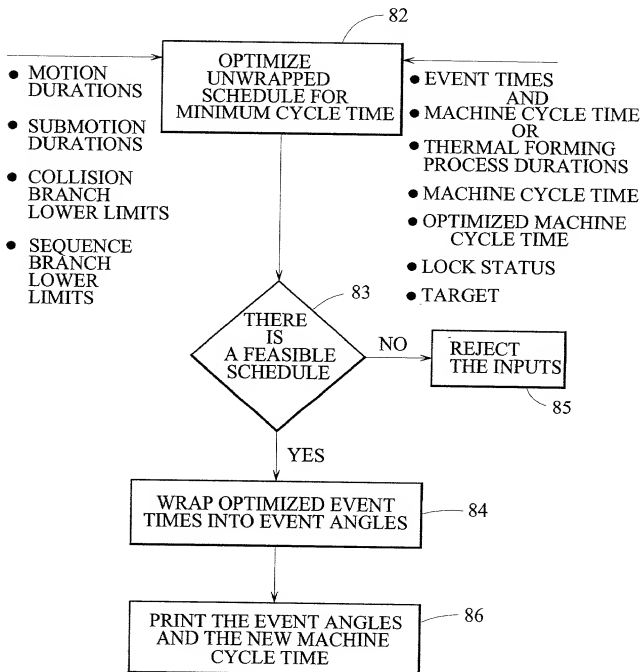 82
OPTIMIZE
UNWRAPPED
SCHEDULE FOR
MINIMUM CYCLE TIME
● MOTION
DURATIONS
● SUBMOTION
DURATIONS
● COLLISION
BRANCH
LOWER LIMITS
● SEQUENCE
BRANCH
LOWER
LIMITS
● EVENT TIMES
AND
● MACHINE CYCLE TIME
OR
● THERMAL FORMING
PROCESS DURATIONS
● MACHINE CYCLE TIME
● OPTIMIZED MACHINE
CYCLE TIME
● LOCK STATUS
● TARGET
83
THERE
IS
A FEASIBLE
SCHEDULE
NO
REJECT
THE INPUTS
85
YES
WRAP OPTIMIZED EVENT
TIMES INTO EVENT ANGLES
84
PRINT THE EVENT ANGLES
AND THE NEW MACHINE
CYCLE TIME
86